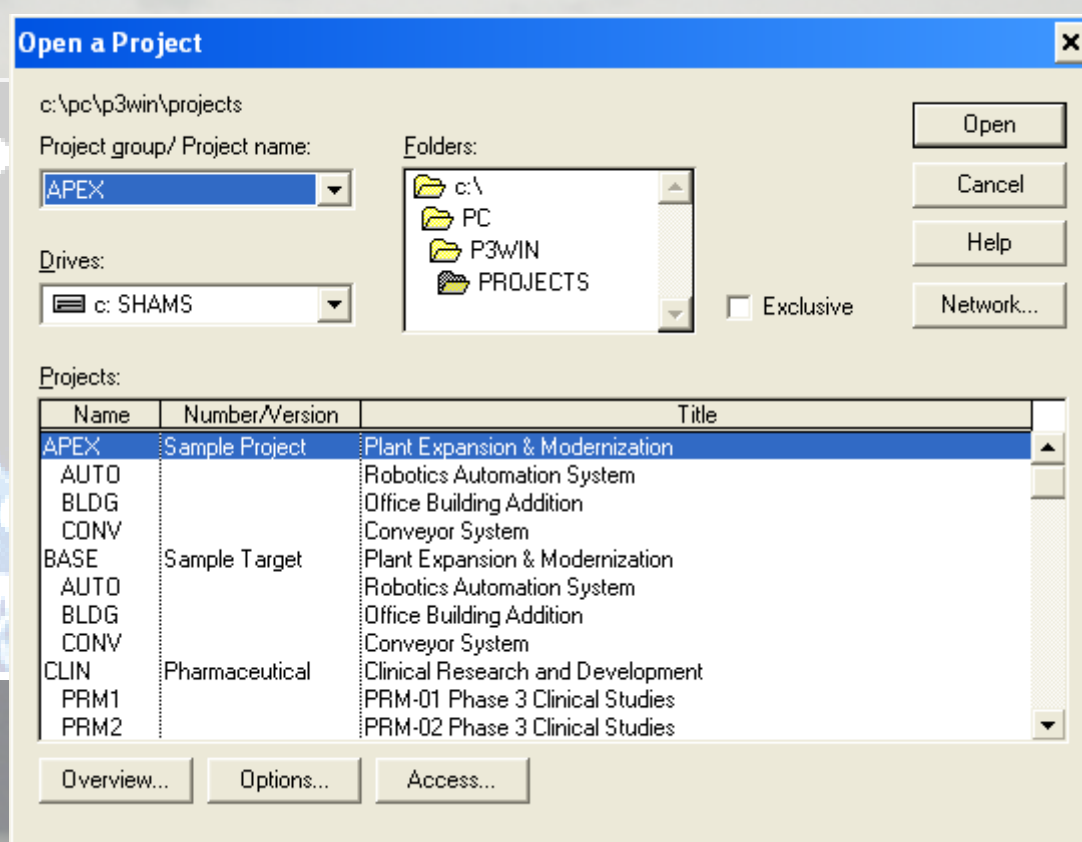 Open a Project
c:\pc\p3win\projects
Project group/ Project name:
APEX
Drives:
c: SHAMS
Folders:
c:\
PC
P3WIN
PROJECTS
Exclusive
Open
Cancel
Help
Network...
Projects:
Name Number/Version Title
APEX Sample Project Plant Expansion & Modernization
AUTO Robotics Automation System
BLDG Office Building Addition
CONV Conveyor System
BASE Sample Target Plant Expansion & Modernization
AUTO Robotics Automation System
BLDG Office Building Addition
CONV Conveyor System
CLIN Pharmaceutical Clinical Research and Development
PRM1 PRM-01 Phase 3 Clinical Studies
PRM2 PRM-02 Phase 3 Clinical Studies
Overview... Options... Access...